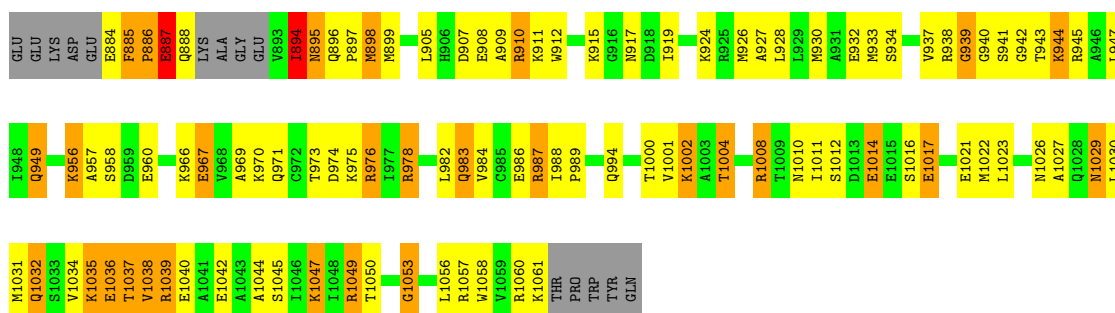 GLU GLU LYS ASP GLU E884 F885 P886 E887 Q888 LYS ALA GLY GLU V893 I894 N895 Q896 P897 M898 M899 L905 H906 D907 E908 A909 R910 K911 W912 K915 G916 N917 D918 I919 K924 R925 M926 A927 L928 L929 M930 A931 E932 M933 S934 V937 R938 G939 G940 S941 G942 T943 K944 R945 A946 L947
I948 Q949 K956 A957 S958 D959 E960 K966 E967 V968 A969 K970 Q971 C972 T973 D974 K975 R976 I977 R978 L982 Q983 V984 C985 E986 R987 I988 P989 Q994 T1000 V1001 K1002 A1003 T1004 R1008 T1009 N1010 I1011 S1012 D1013 E1014 E1015 S1016 E1017 E1021 M1022 L1023 N1026 A1027 Q1028 N1029 L1030
M1031 Q1032 S1033 V1034 K1035 E1036 T1037 V1038 R1039 E1040 A1041 E1042 A1043 A1044 S1045 I1046 K1047 I1048 R1049 T1050 G1053 L1056 R1057 W1058 V1059 R1060 K1061 THR PRO TRP TYR GLN